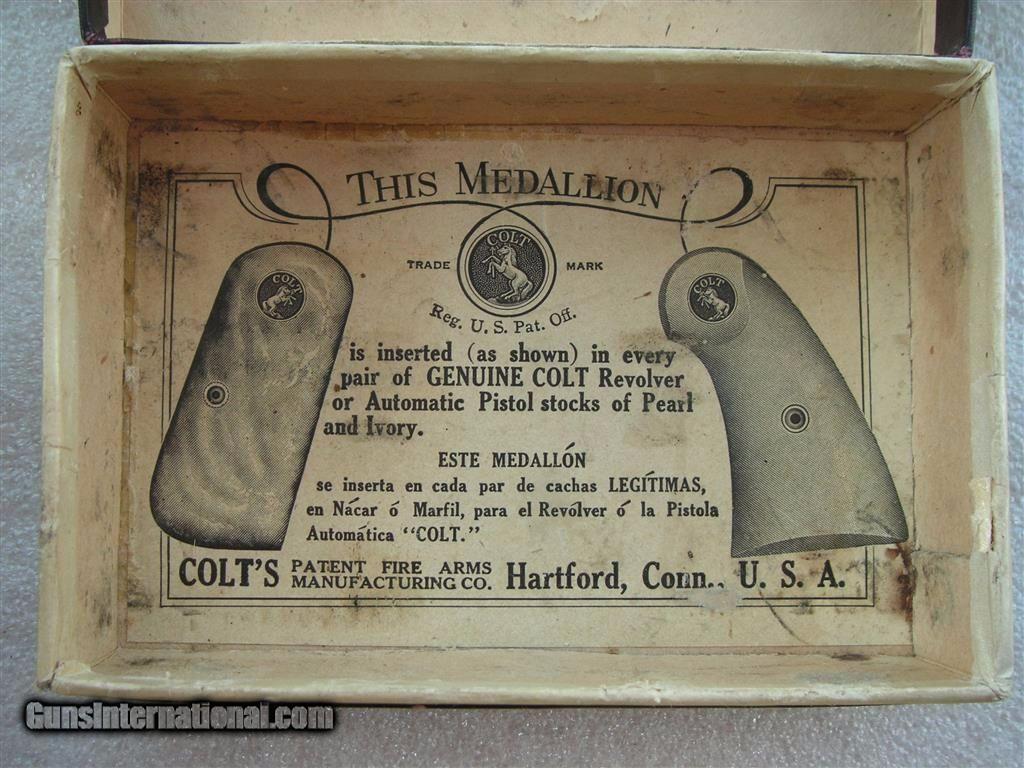 THIS MEDALLION
COLT
TRADE MARK
COLT
COLT
Reg. U. S. Pat. Off.
is inserted (as shown) in every
pair of GENUINE COLT Revolver
or Automatic Pistol stocks of Pearl
and Ivory.
ESTE MEDALLÓN
se inserta en cada par de cachas LEGÍTIMAS,
en Nácar ó Marfil, para el Revólver ó la Pistola
Automática “COLT.”
COLT'S PATENT FIRE ARMS MANUFACTURING CO. Hartford, Conn., U. S. A.
GunsInternational.com